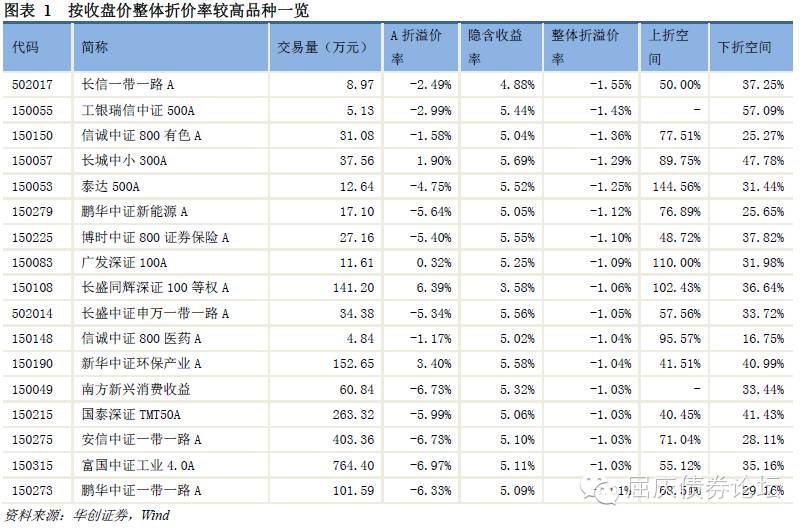 图表 1 按收盘价整体折价率较高品种一览
代码 简称 交易量（万元） A 折溢价率 隐含收益率 整体折溢价率 上折空间 下折空间
502017 长信一带一路 A 8.97 -2.49% 4.88% -1.55% 50.00% 37.25%
150055 工银瑞信中证 500A 5.13 -2.99% 5.44% -1.43% - 57.09%
150150 信诚中证 800 有色 A 31.08 -1.58% 5.04% -1.36% 77.51% 25.27%
150057 长城中小 300A 37.56 1.90% 5.69% -1.29% 89.75% 47.78%
150053 泰达 500A 12.64 -4.75% 5.52% -1.25% 144.56% 31.44%
150279 鹏华中证新能源 A 17.10 -5.64% 5.05% -1.12% 76.89% 25.65%
150225 博时中证 800 证券保险 A 27.16 -5.40% 5.55% -1.10% 48.72% 37.82%
150083 广发深证 100A 11.61 0.32% 5.25% -1.09% 110.00% 31.98%
150108 长盛同辉深证 100 等权 A 141.20 6.39% 3.58% -1.06% 102.43% 36.64%
502014 长盛中证申万一带一路 A 34.38 -5.34% 5.56% -1.05% 57.56% 33.72%
150148 信诚中证 800 医药 A 4.84 -1.17% 5.02% -1.04% 95.57% 16.75%
150190 新华中证环保产业 A 152.65 3.40% 5.58% -1.04% 41.51% 40.99%
150049 南方新兴消费收益 60.84 -6.73% 5.32% -1.03% - 33.44%
150215 国泰深证 TMT50A 263.32 -5.99% 5.06% -1.03% 40.45% 41.43%
150275 安信中证一带一路 A 403.36 -6.73% 5.10% -1.03% 71.04% 28.11%
150315 富国中证工业 4.0A 764.40 -6.97% 5.11% -1.03% 55.12% 35.16%
150273 鹏华中证一带一路 A 101.59 -6.33% 5.09% 29.16%
屈庆债券论坛
资料来源：华创证券，Wind